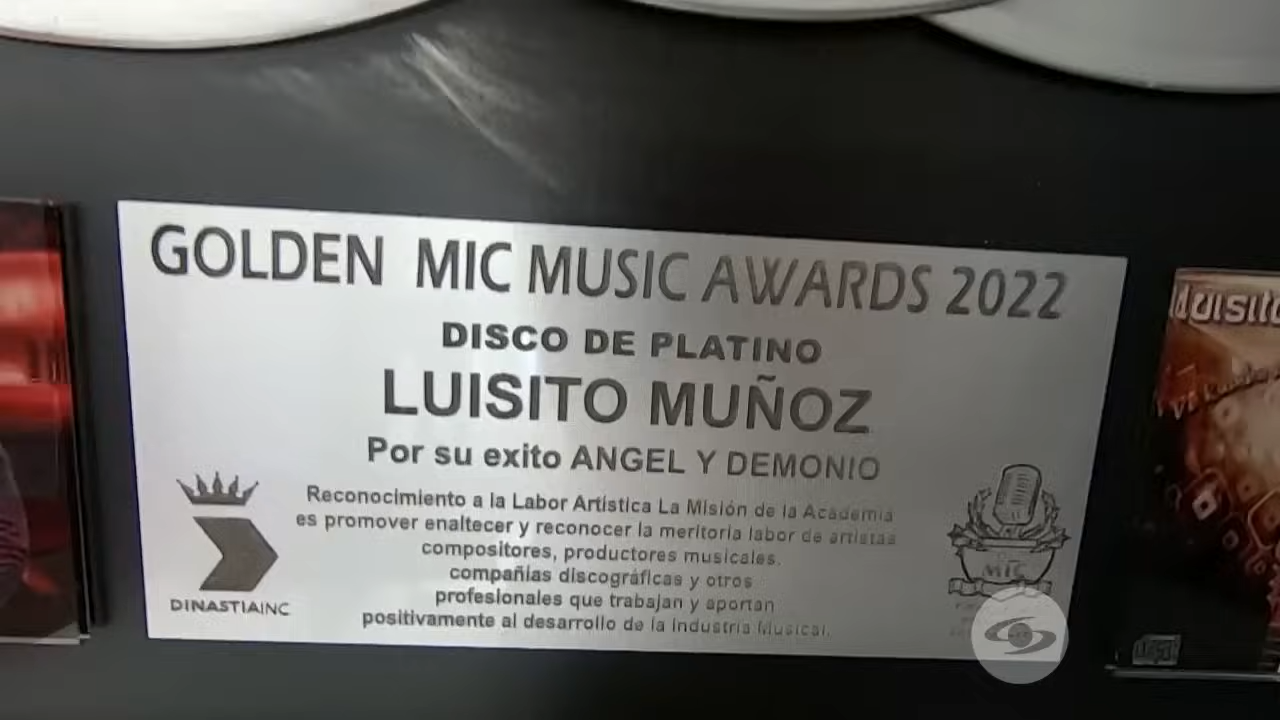 GOLDEN MIC MUSIC AWARDS 2022
DISCO DE PLATINO
LUISITO MUÑOZ
Por su exito ANGEL Y DEMONIO
Reconocimiento a la Labor Artística La Misión de la Academia
es promover enaltecer y reconocer la meritoria labor de artistas
compositores, productores musicales.
compañias discográficas y otros
profesionales que trabajan y aportan
positivamente al desarrollo de la Industria Musical.
DINASTIAINC
MIC